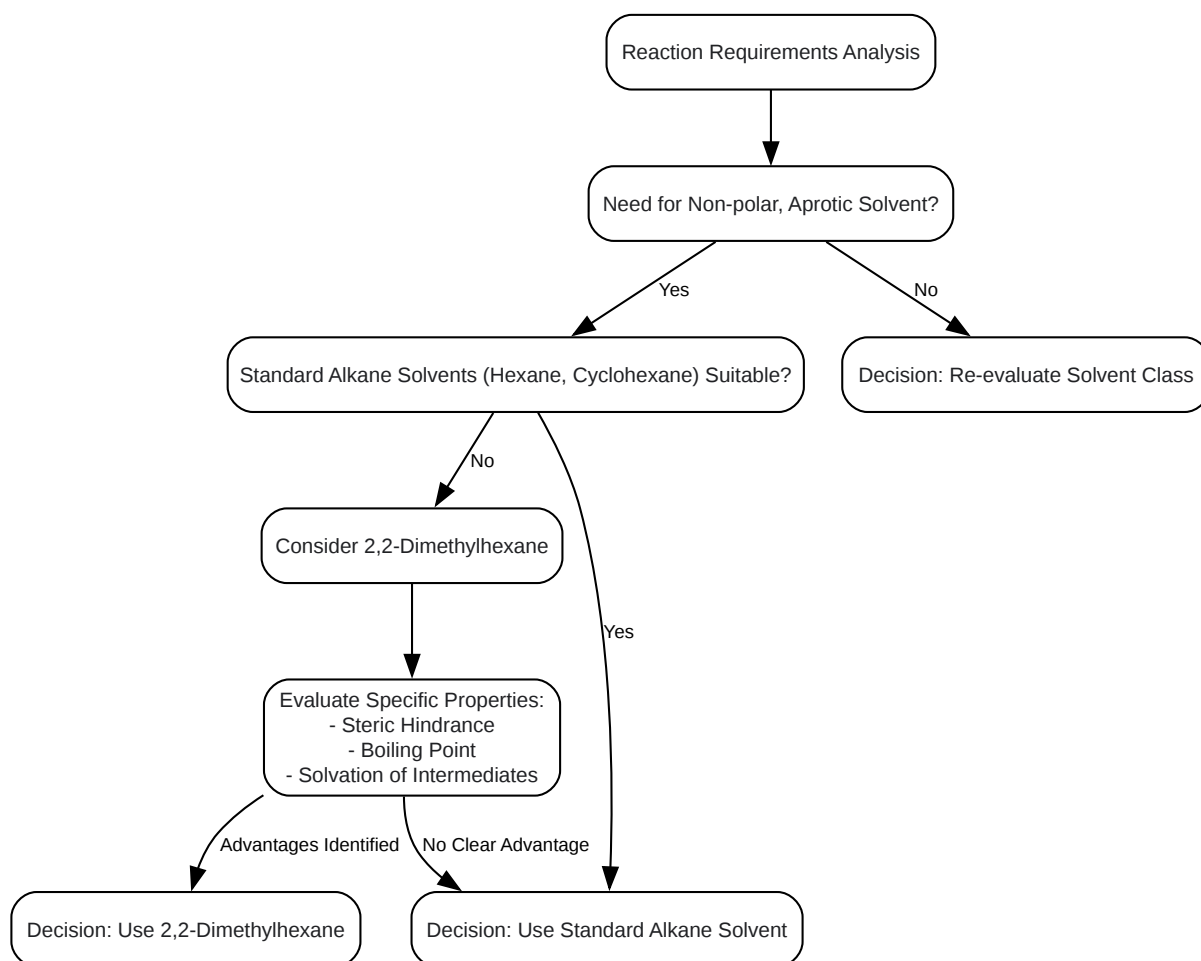 Reaction Requirements Analysis
Need for Non-polar, Aprotic Solvent?
Yes
No
Standard Alkane Solvents (Hexane, Cyclohexane) Suitable?
Decision: Re-evaluate Solvent Class
No
Consider 2,2-Dimethylhexane
Yes
Evaluate Specific Properties:
- Steric Hindrance
- Boiling Point
- Solvation of Intermediates
Advantages Identified
No Clear Advantage
Decision: Use 2,2-Dimethylhexane
Decision: Use Standard Alkane Solvent